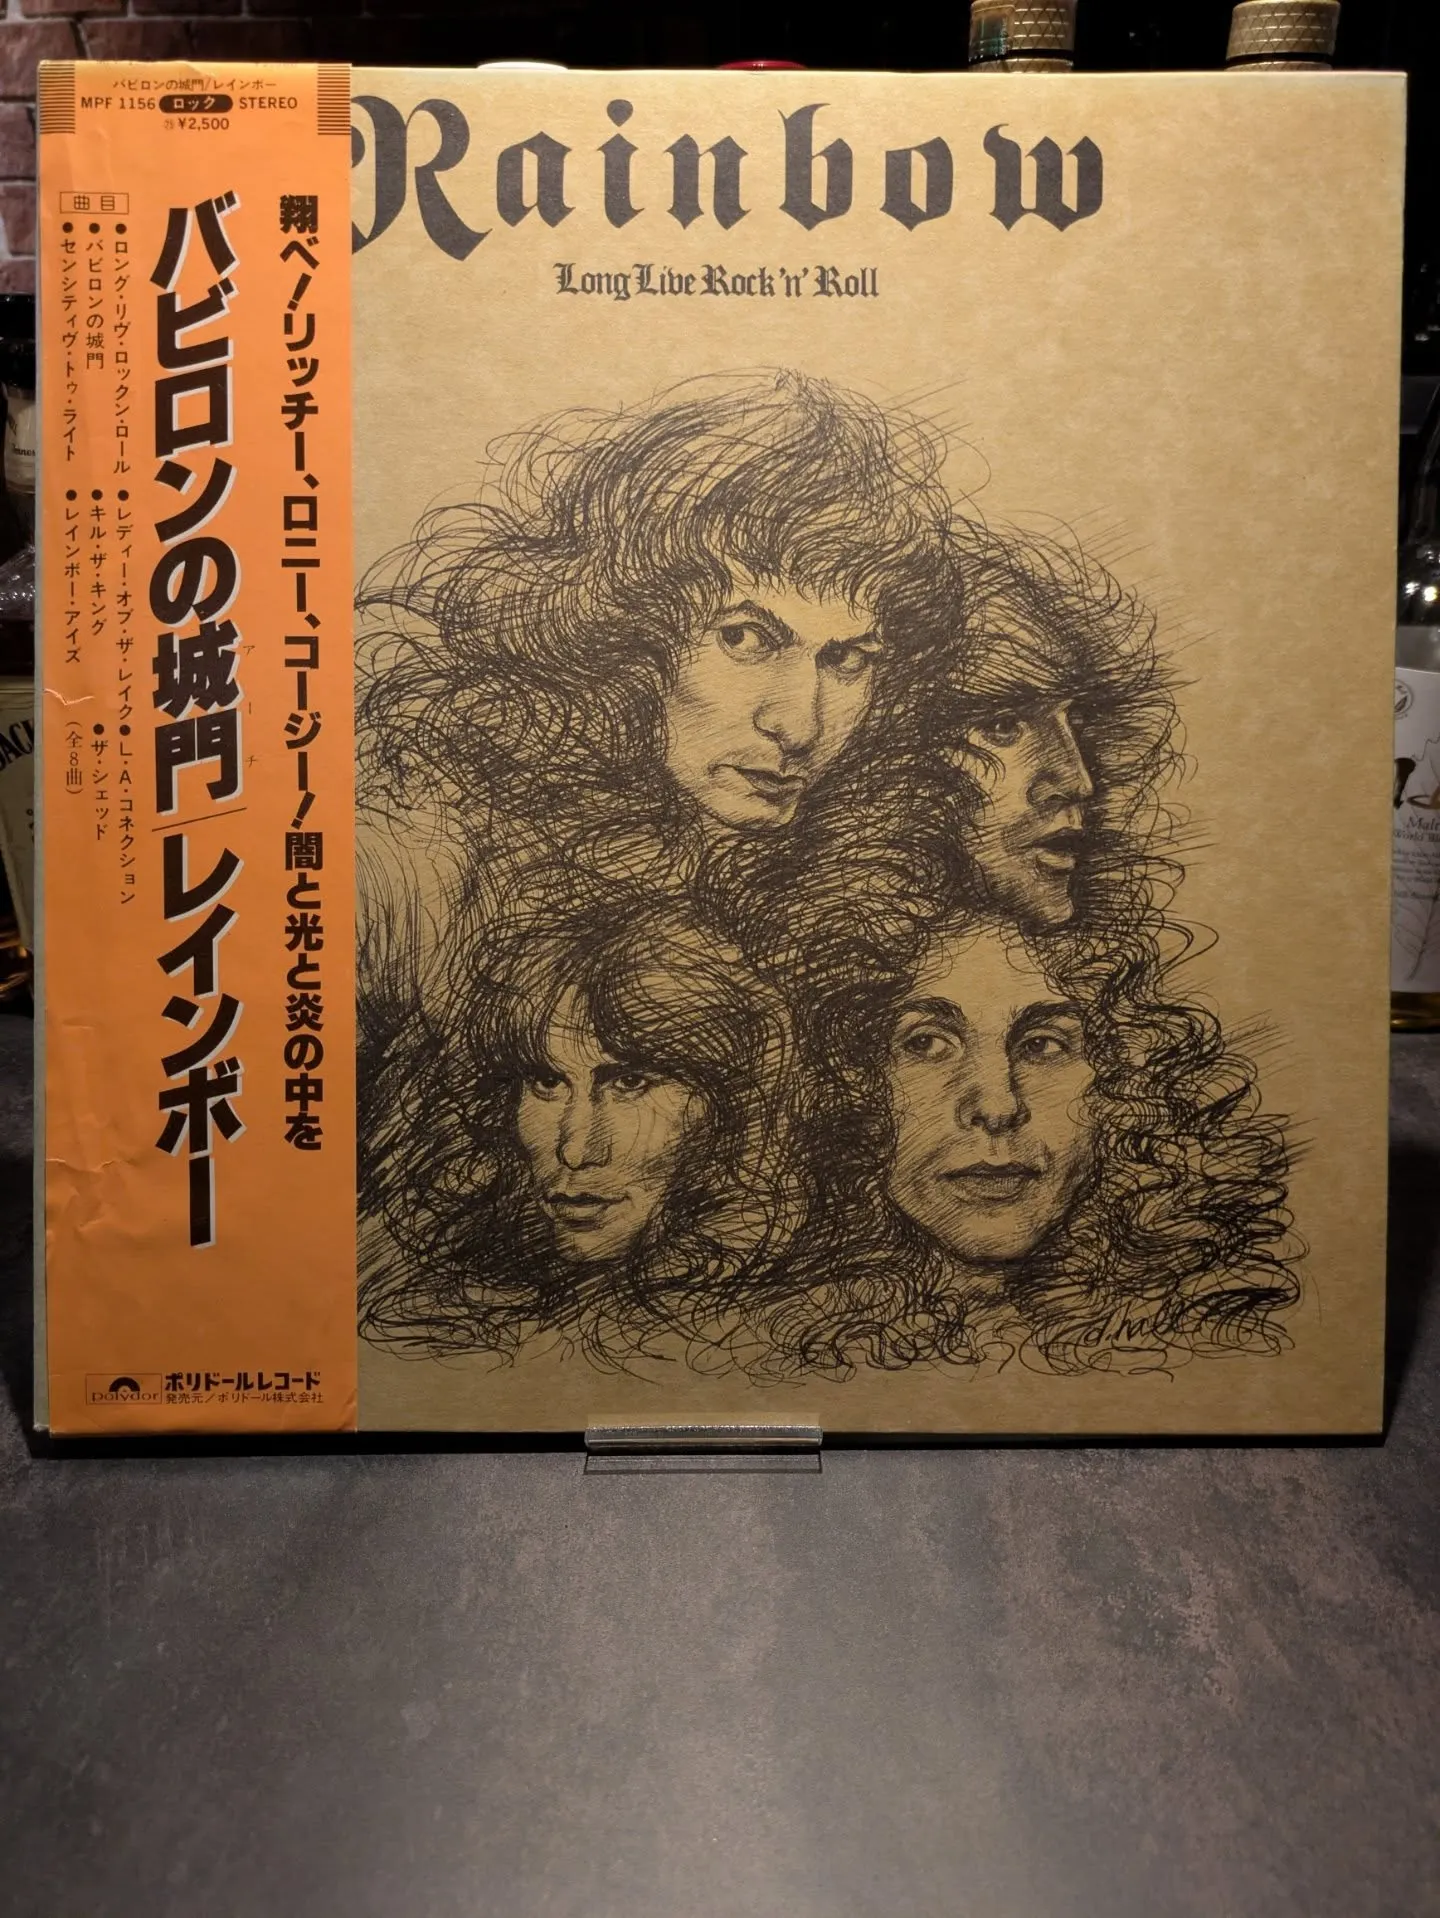 バビロンの城門/レインボー
MPF 1156 ロック STEREO
¥2,500
翔べ!リッチー、ロニー、コージー!闇と光と炎の中を
バビロンの城門/レインボー
アーチ
曲目
●ロング・リヴ・ロックン・ロール
●バビロンの城門
●センシティヴ・トゥ・ライト
●レディー・オブ・ザ・レイク
●キル・ザ・キング
●レインボー・アイズ
●L.A.コネクション
●ザ・シェッド
(全8曲)
polydor
ポリドールレコード
発売元/ポリドール株式会社
Rainbow
Long Live Rock 'n' Roll